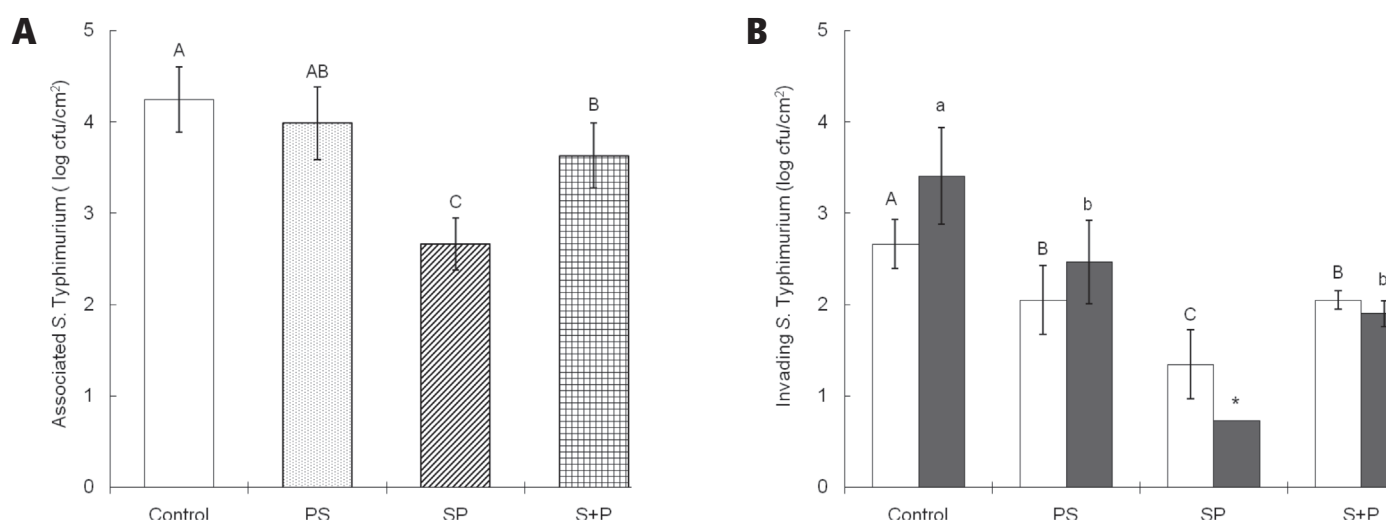 A
Associated S. Typhimurium ( log cfu/cm²)
5
4
3
2
1
0
A
AB
C
B
Control PS SP S+P
B
Invading S. Typhimurium (log cfu/cm²)
5
4
3
2
1
0
A
a
B
b
C
*
B
b
Control PS SP S+P